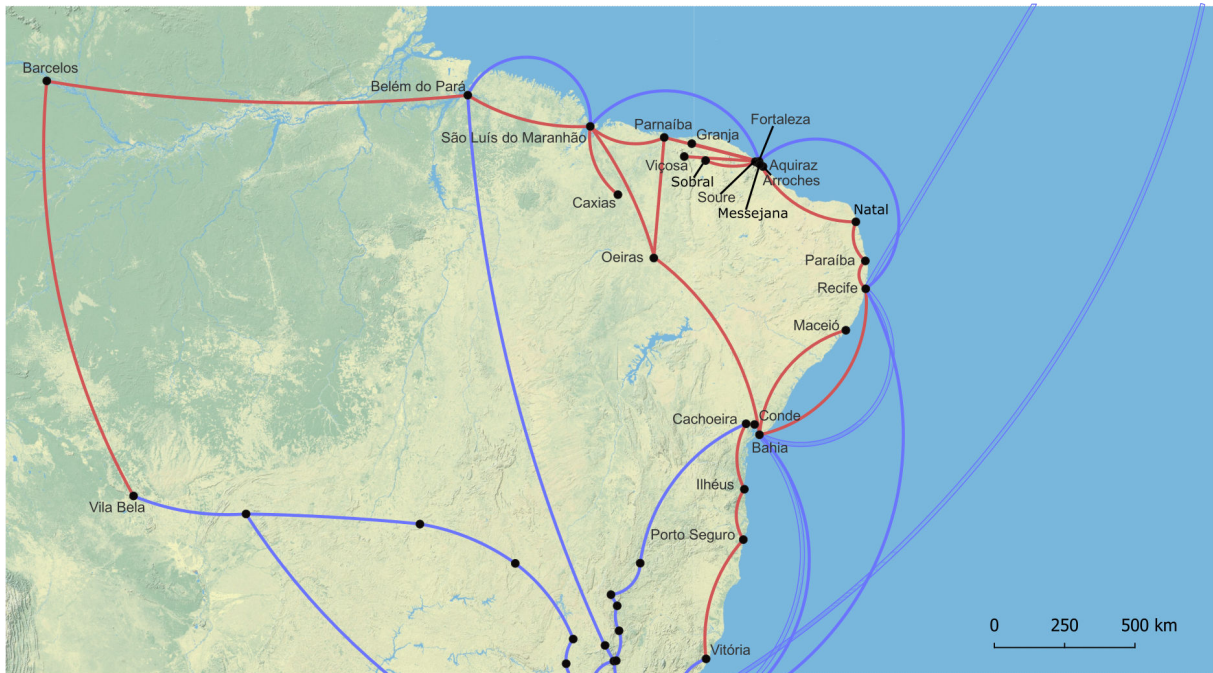 Barcelos
Belém do Pará
São Luís do Maranhão
Parnaíba
Granja
Fortaleza
Viçosa
Sobral
Soure
Messejana
Aquiraz
Arroches
Caxias
Natal
Oeiras
Paraíba
Recife
Maceió
Cachoeira
Conde
Bahia
Ilhéus
Vila Bela
Porto Seguro
Vitória
0 250 500 km